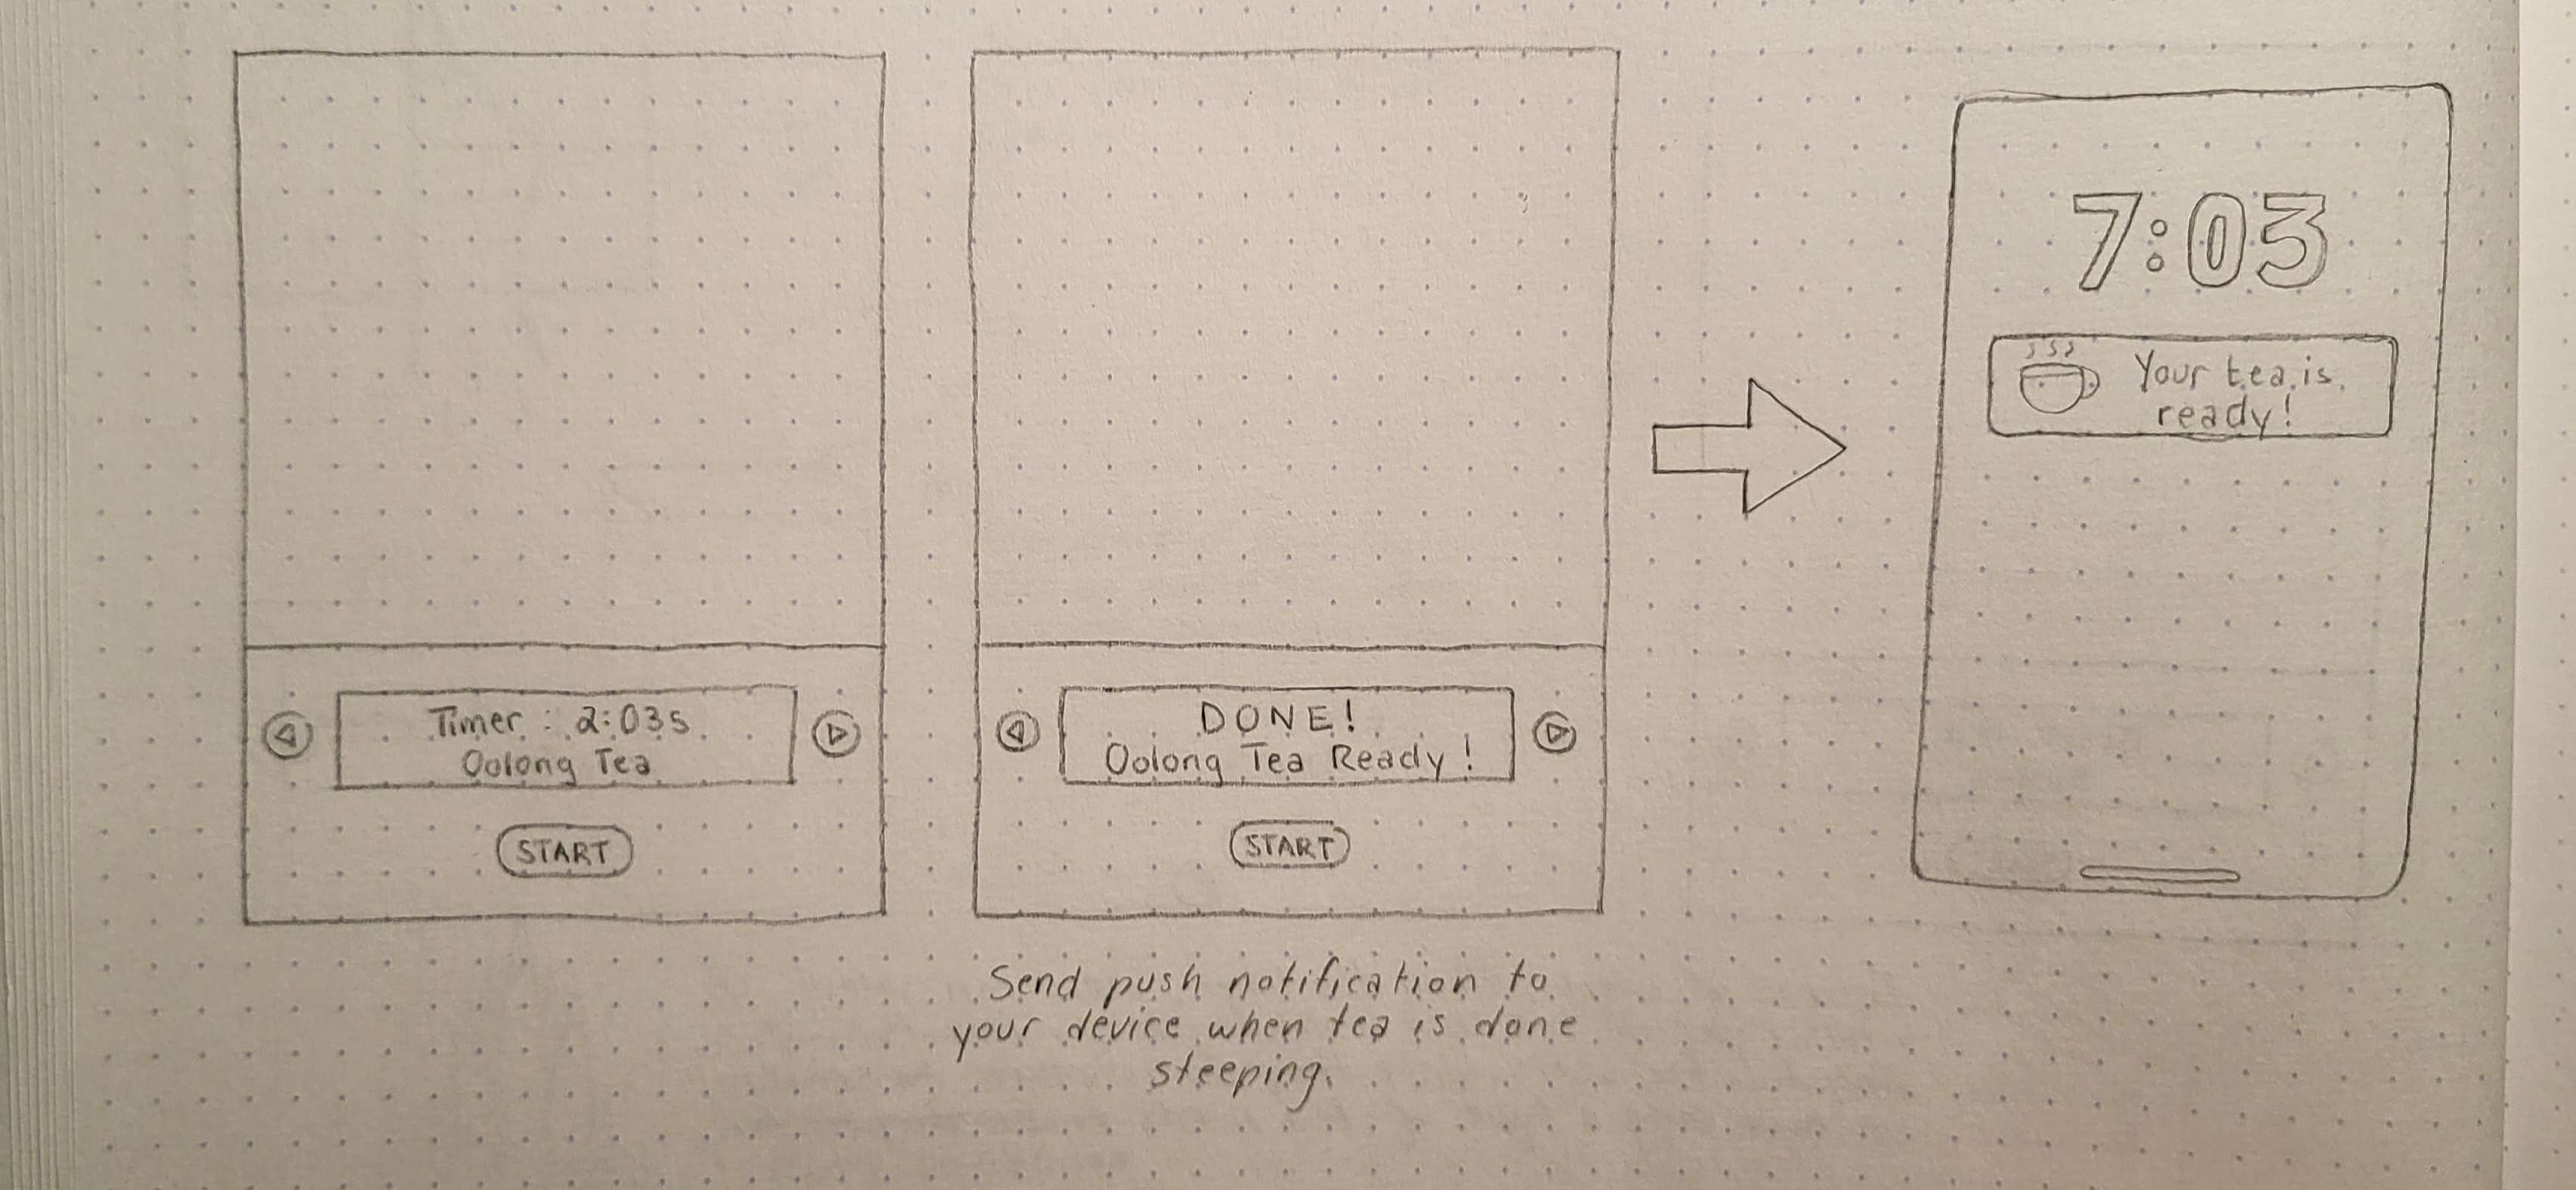 Timer : 2:03s
Oolong Tea
START
DONE!
Oolong Tea Ready!
START
Send push notification to
your device when tea is done
steeping.
7:03
Your tea is
ready!